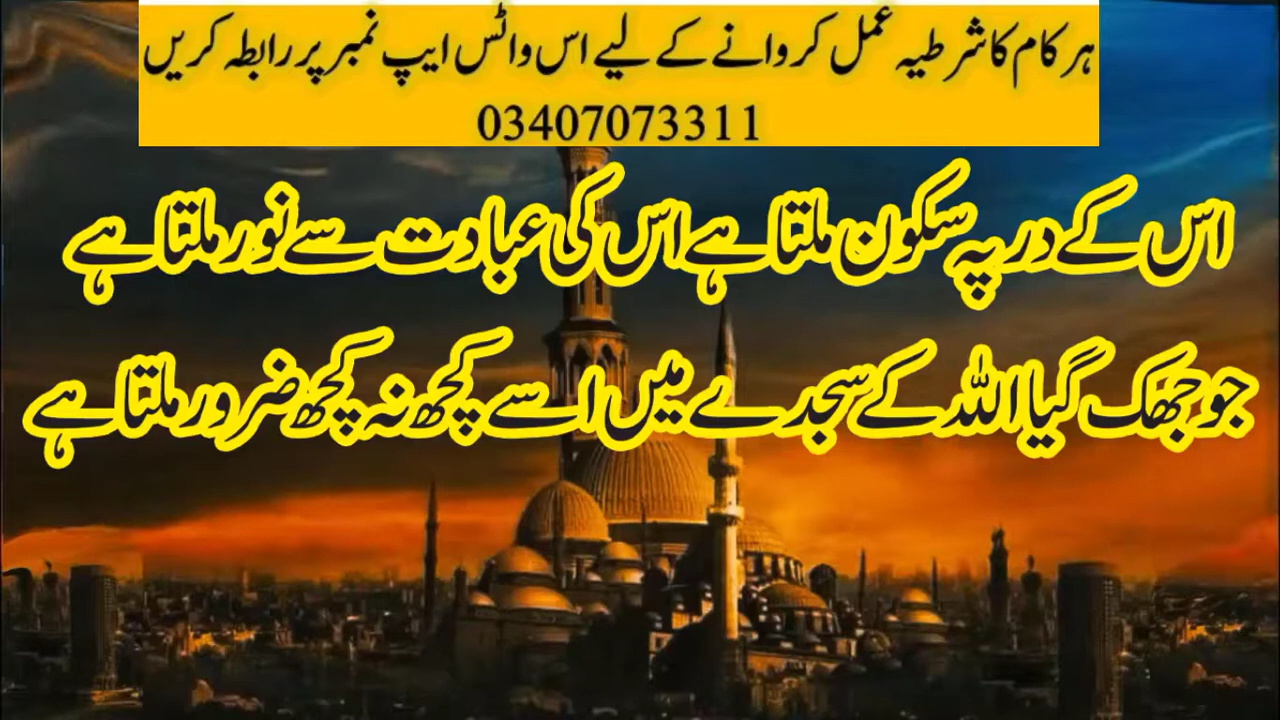 ہر کام کا شرطیہ عمل کروانے کے لیے اس واٹس ایپ نمبر پر رابطہ کریں
03407073311
اس کے در پہ سکون ملتا ہے اس کی عبادت سے نور ملتا ہے
جو جھک گیا اللہ کے سجدے میں اسے کچھ نہ کچھ ضرور ملتا ہے